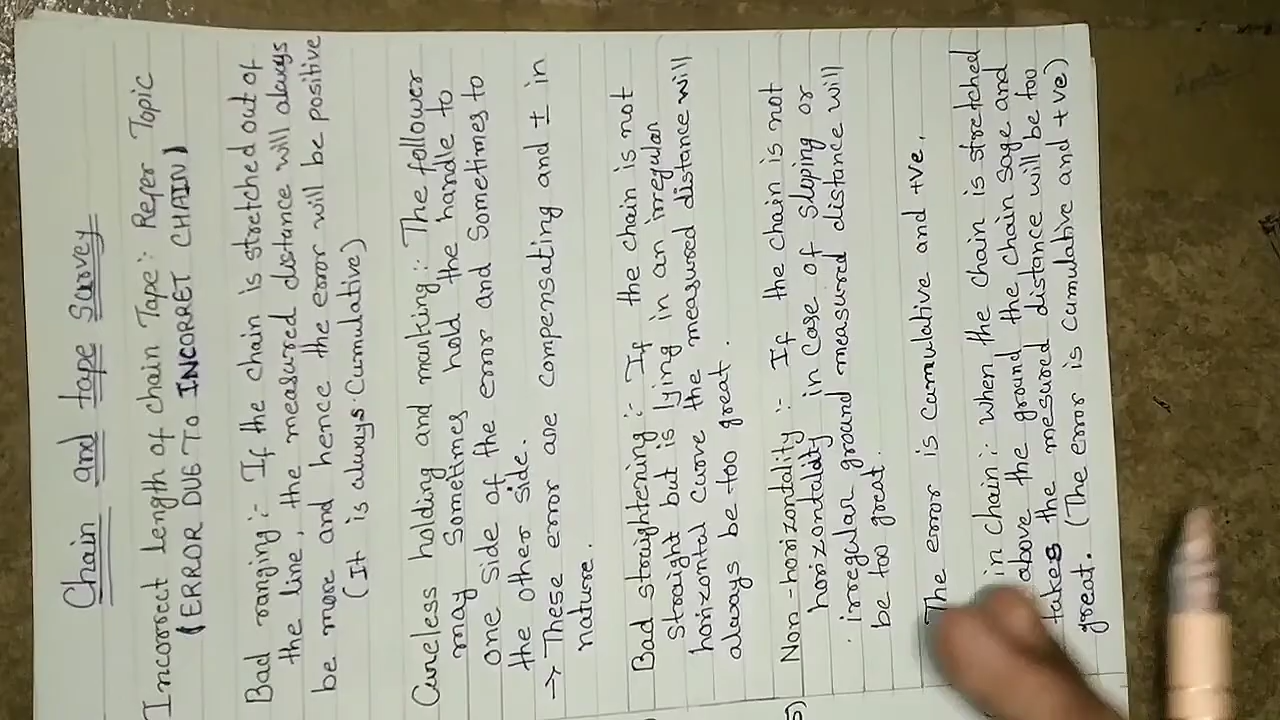 Chain and tape Survey
Incorrect length of chain Tape: Refer Topic
(ERROR DUE TO INCORRET CHAIN)
Bad ranging:- If the chain is stretched out of
the line, the measured distance will always
be more and hence the error will be positive
(It is always Cumulative)
Careless holding and marking:- The follower
may Sometimes hold the handle to
one side of the error and Sometimes to
the other side.
→ These error are compensating and ± in
nature.
Bad straightening:- If the chain is not
straight but is lying in an irregular
horizontal curve the measured distance will
always be too great.
5)
Non-horizontality:- If the chain is not
horizontality in case of sloping or
irregular ground measured distance will
be too great.
The error is cumulative and +ve.
in chain: when the chain is stretched
above the ground the chain sage and
takes the mesured distance will be too
great. (The error is cumulative and +ve)